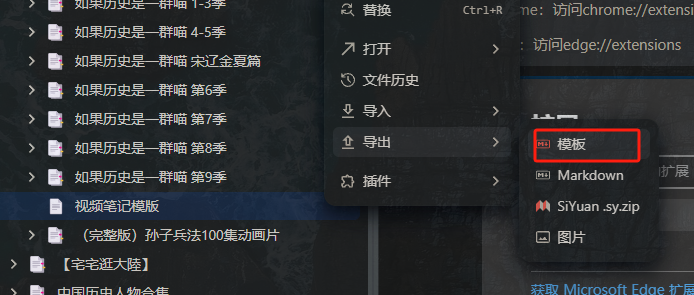 如果历史是一群喵 1-3季
如果历史是一群喵 4-5季
如果历史是一群喵 宋辽金夏篇
如果历史是一群喵 第6季
如果历史是一群喵 第7季
如果历史是一群喵 第8季
如果历史是一群喵 第9季
视频笔记模版
（完整版）孙子兵法100集动画片
【宅宅逛大陸】
中国历史人物合集
替换 Ctrl+R
打开
文件历史
导入
导出
插件
模板
Markdown
SiYuan .sy.zip
图片
me：访问chrome://extensi
：访问edge://extensions
扩展
获取 Microsoft Edge 扩展